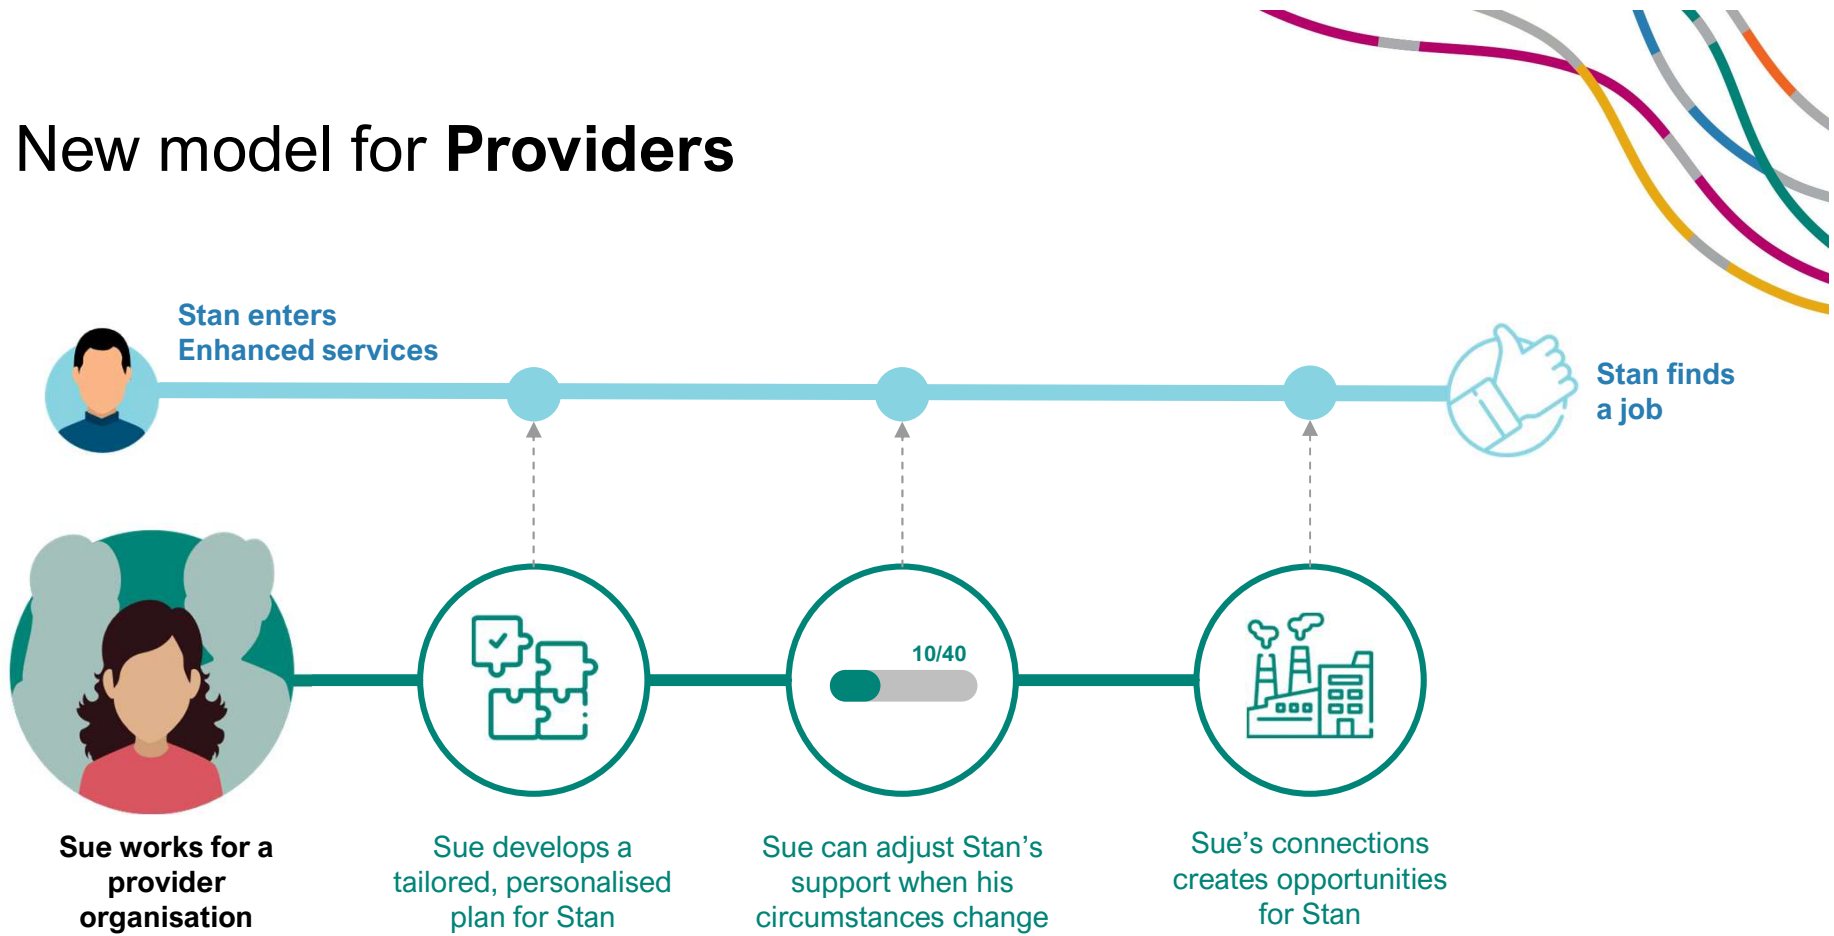 New model for Providers
Stan enters
Enhanced services
Stan finds
a job
10/40
Sue works for a
provider
organisation
Sue develops a
tailored, personalised
plan for Stan
Sue can adjust Stan's
support when his
circumstances change
Sue's connections
creates opportunities
for Stan